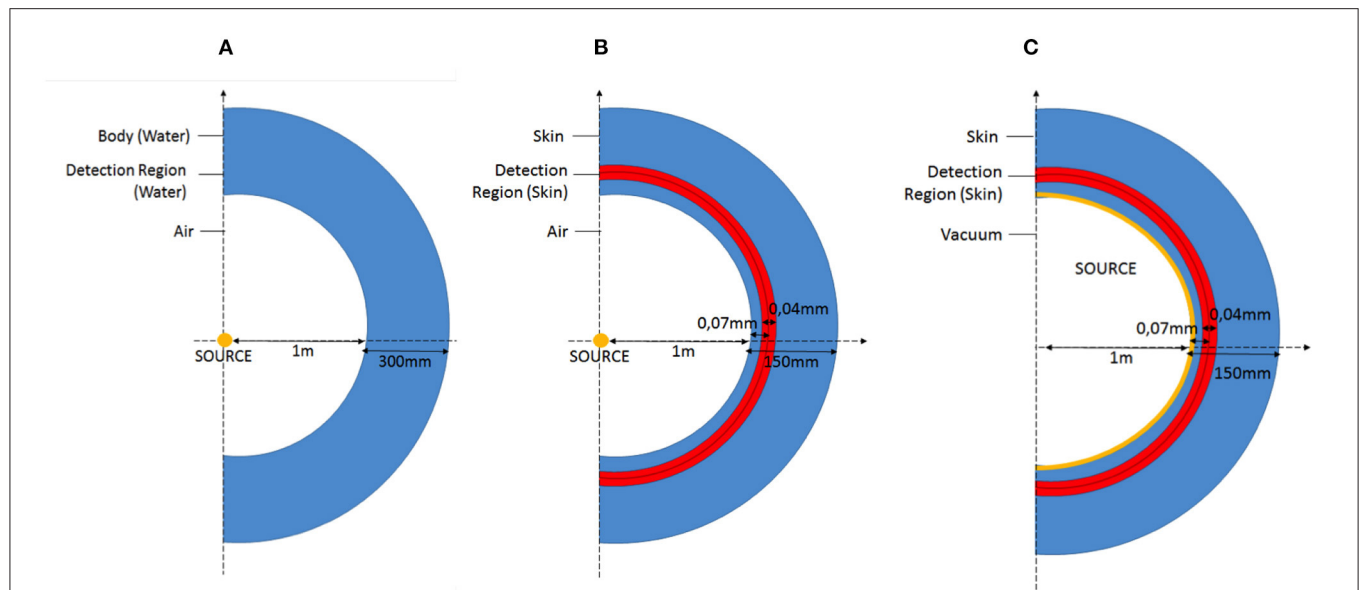 A
Body (Water)
Detection Region
(Water)
Air
SOURCE
1m
300mm
B
Skin
Detection
Region (Skin)
Air
0,04mm
0,07mm
SOURCE
1m
150mm
C
Skin
Detection
Region (Skin)
Vacuum
SOURCE
0,04mm
0,07mm
1m
150mm